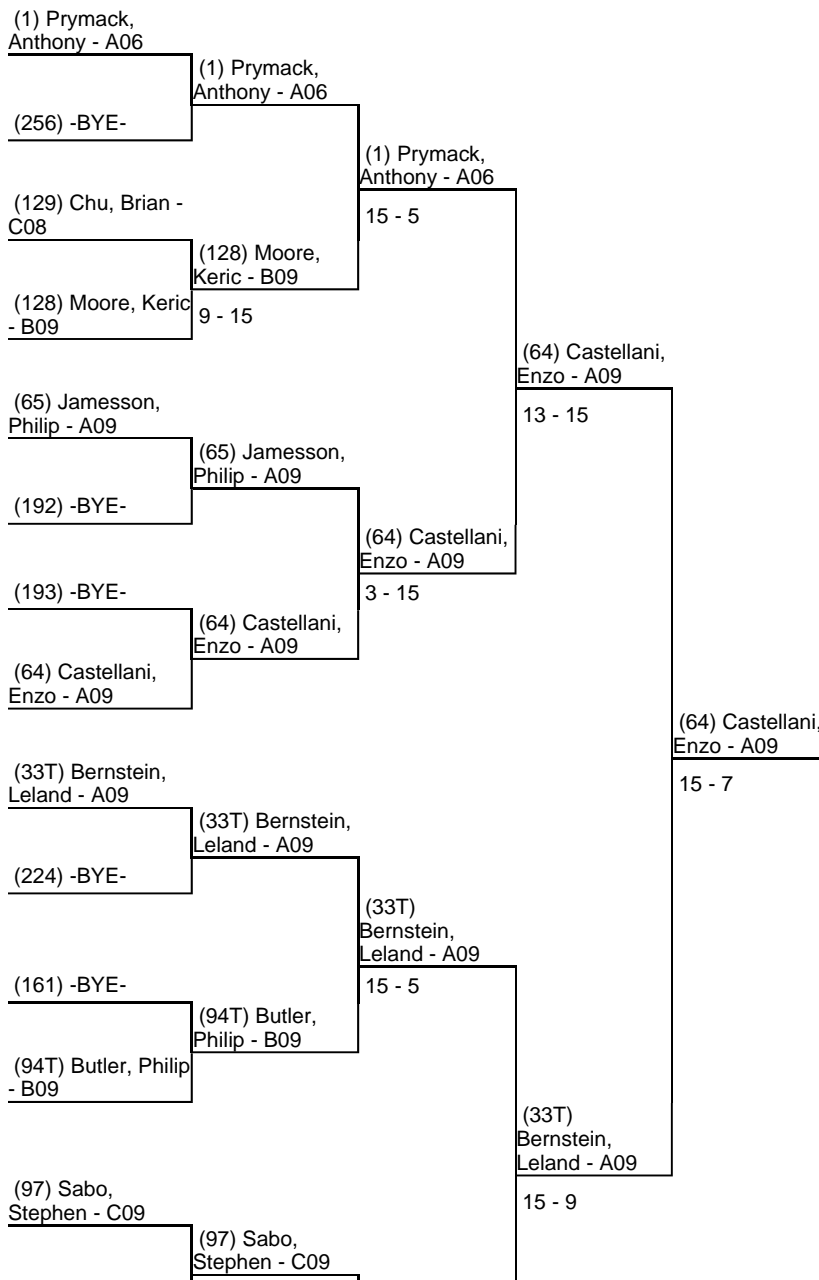 (1) Prymack,
Anthony - A06
(256) -BYE-
(129) Chu, Brian -
C08
(128) Moore, Keric
- B09
(65) Jamesson,
Philip - A09
(192) -BYE-
(193) -BYE-
(64) Castellani,
Enzo - A09
(33T) Bernstein,
Leland - A09
(224) -BYE-
(161) -BYE-
(94T) Butler, Philip
- B09
(97) Sabo,
Stephen - C09
(1) Prymack,
Anthony - A06
(128) Moore,
Keric - B09
9 - 15
(65) Jamesson,
Philip - A09
(64) Castellani,
Enzo - A09
(33T) Bernstein,
Leland - A09
(94T) Butler,
Philip - B09
(97) Sabo,
Stephen - C09
(1) Prymack,
Anthony - A06
15 - 5
(64) Castellani,
Enzo - A09
3 - 15
(33T)
Bernstein,
Leland - A09
15 - 5
(64) Castellani,
Enzo - A09
13 - 15
(33T)
Bernstein,
Leland - A09
15 - 9
(64) Castellani,
Enzo - A09
15 - 7